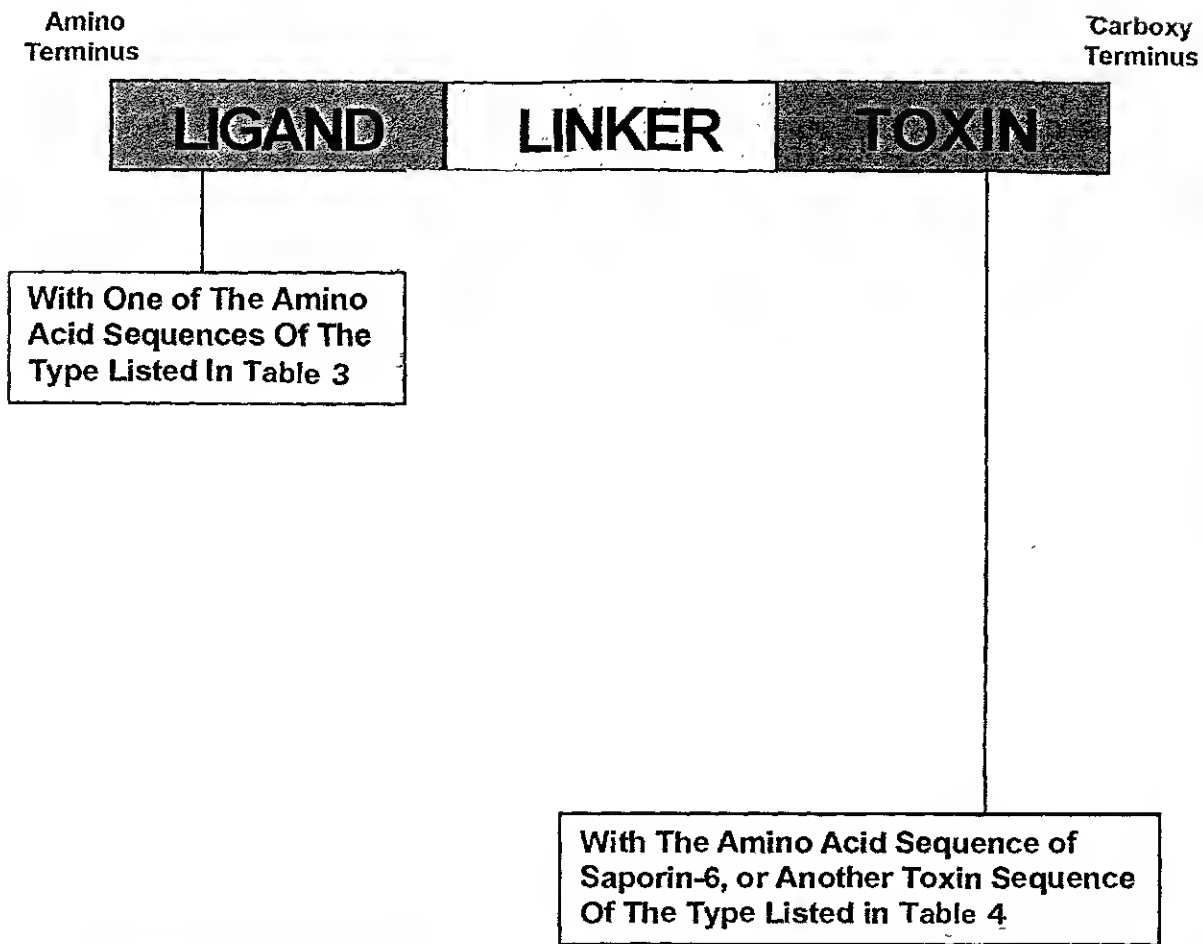 Amino
Terminus
Carboxy
Terminus
LIGAND
LINKER
TOXIN
With One of The Amino
Acid Sequences Of The
Type Listed In Table 3
With The Amino Acid Sequence of
Saporin-6, or Another Toxin Sequence
Of The Type Listed in Table 4